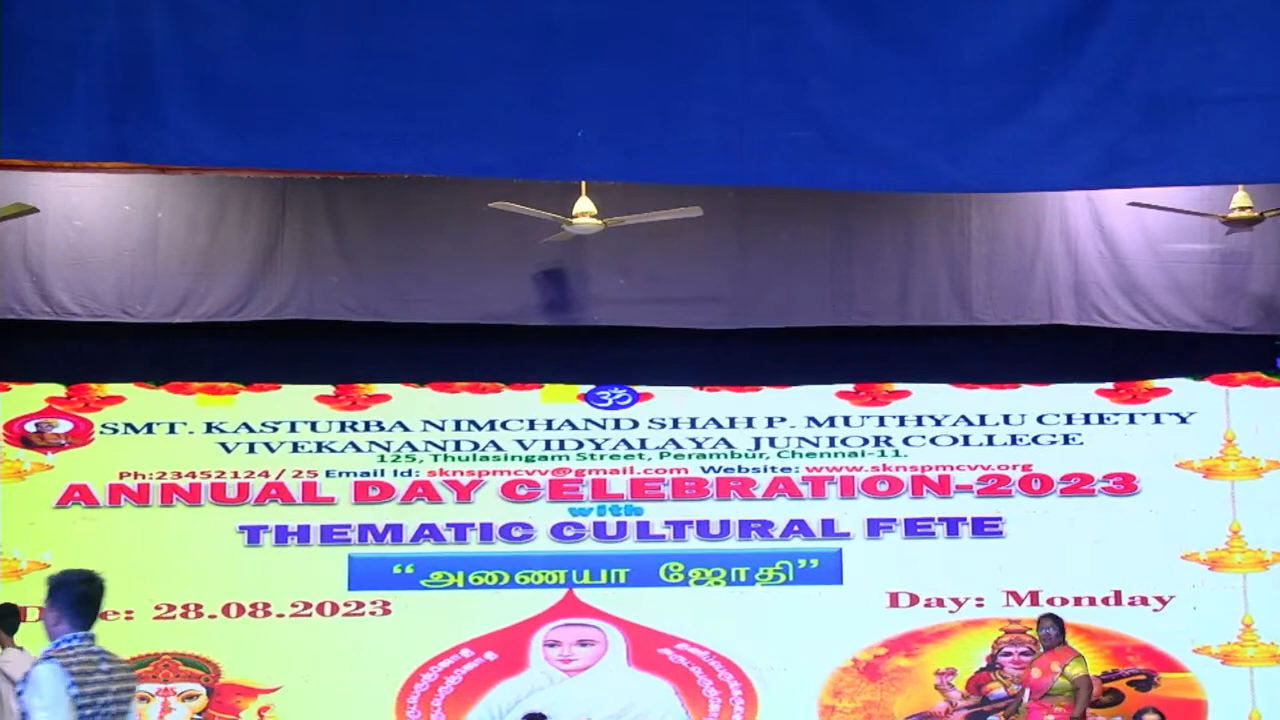 ॐ
SMT. KASTURBA NIMCHAND SHAH P. MUTHYALU CHETTY
VIVEKANANDA VIDYALAYA JUNIOR COLLEGE
125, Thulasingam Street, Perambur, Chennai-11.
Ph:23452124/25 Email Id: sknspmcvv@gmail.com Website: www.sknspmcvv.org
ANNUAL DAY CELEBRATION-2023
with
THEMATIC CULTURAL FETE
“அணையா ஜோதி”
28.08.2023
Day: Monday